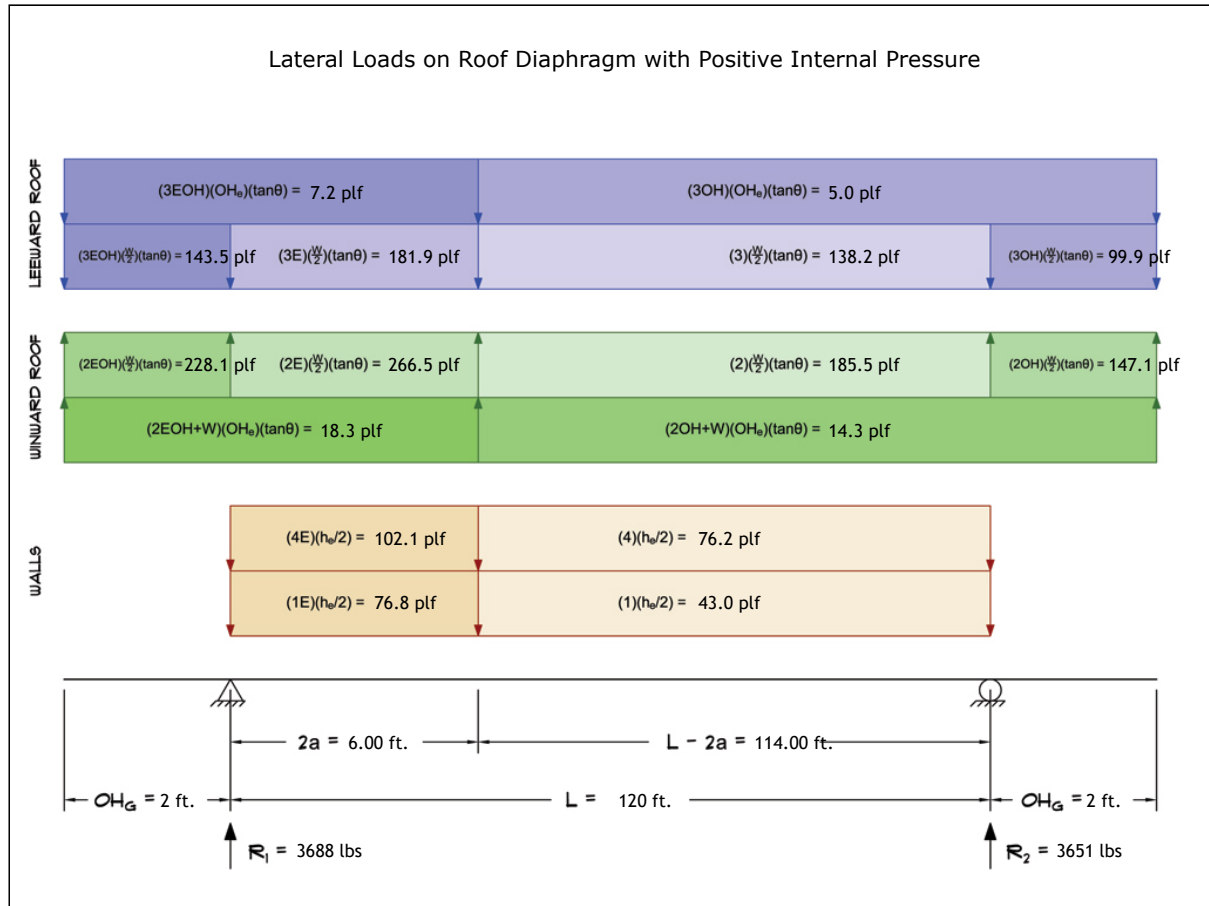 Lateral Loads on Roof Diaphragm with Positive Internal Pressure
LEEWARD ROOF
(3EOH)(OHₑ)(tanθ) = 7.2 plf
(3OH)(OHₑ)(tanθ) = 5.0 plf
(3EOH)(W/2)(tanθ) = 143.5 plf
(3E)(W/2)(tanθ) = 181.9 plf
(3)(W/2)(tanθ) = 138.2 plf
(3OH)(W/2)(tanθ) = 99.9 plf
WINWARD ROOF
(2EOH)(W/2)(tanθ) = 228.1 plf
(2E)(W/2)(tanθ) = 266.5 plf
(2)(W/2)(tanθ) = 185.5 plf
(2OH)(W/2)(tanθ) = 147.1 plf
(2EOH+W)(OHₑ)(tanθ) = 18.3 plf
(2OH+W)(OHₑ)(tanθ) = 14.3 plf
WALLS
(4E)(hₑ/2) = 102.1 plf
(4)(hₑ/2) = 76.2 plf
(1E)(hₑ/2) = 76.8 plf
(1)(hₑ/2) = 43.0 plf
2a = 6.00 ft.
L - 2a = 114.00 ft.
OH_G = 2 ft.
L = 120 ft.
OH_G = 2 ft.
R₁ = 3688 lbs
R₂ = 3651 lbs